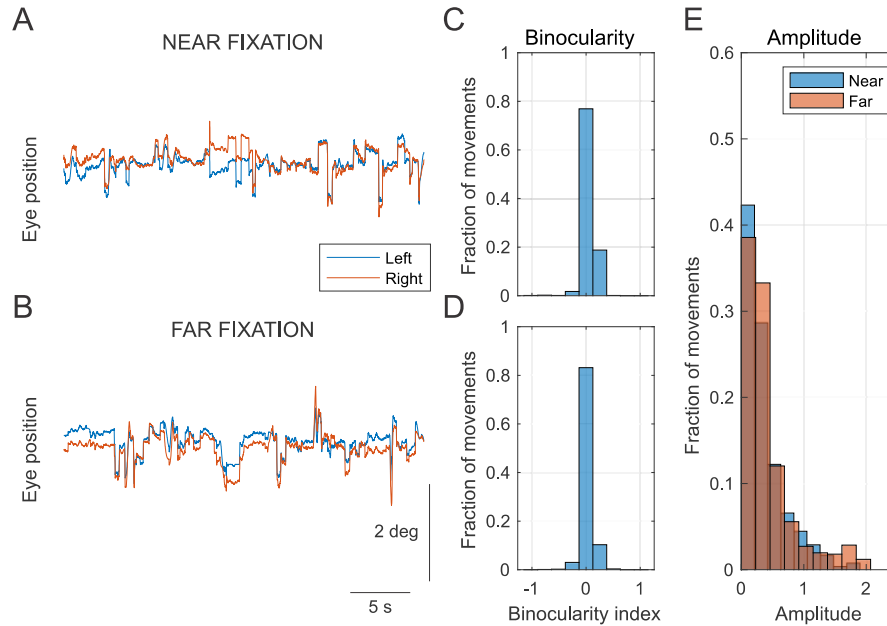 A
NEAR FIXATION
Eye position
Left
Right
B
FAR FIXATION
Eye position
2 deg
5 s
C
Binocularity
Fraction of movements
1
0.8
0.6
0.4
0.2
0
D
Fraction of movements
1
0.8
0.6
0.4
0.2
0
-1 0 1
Binocularity index
E
Amplitude
Near
Far
Fraction of movements
0.6
0.5
0.4
0.3
0.2
0.1
0
0 1 2
Amplitude